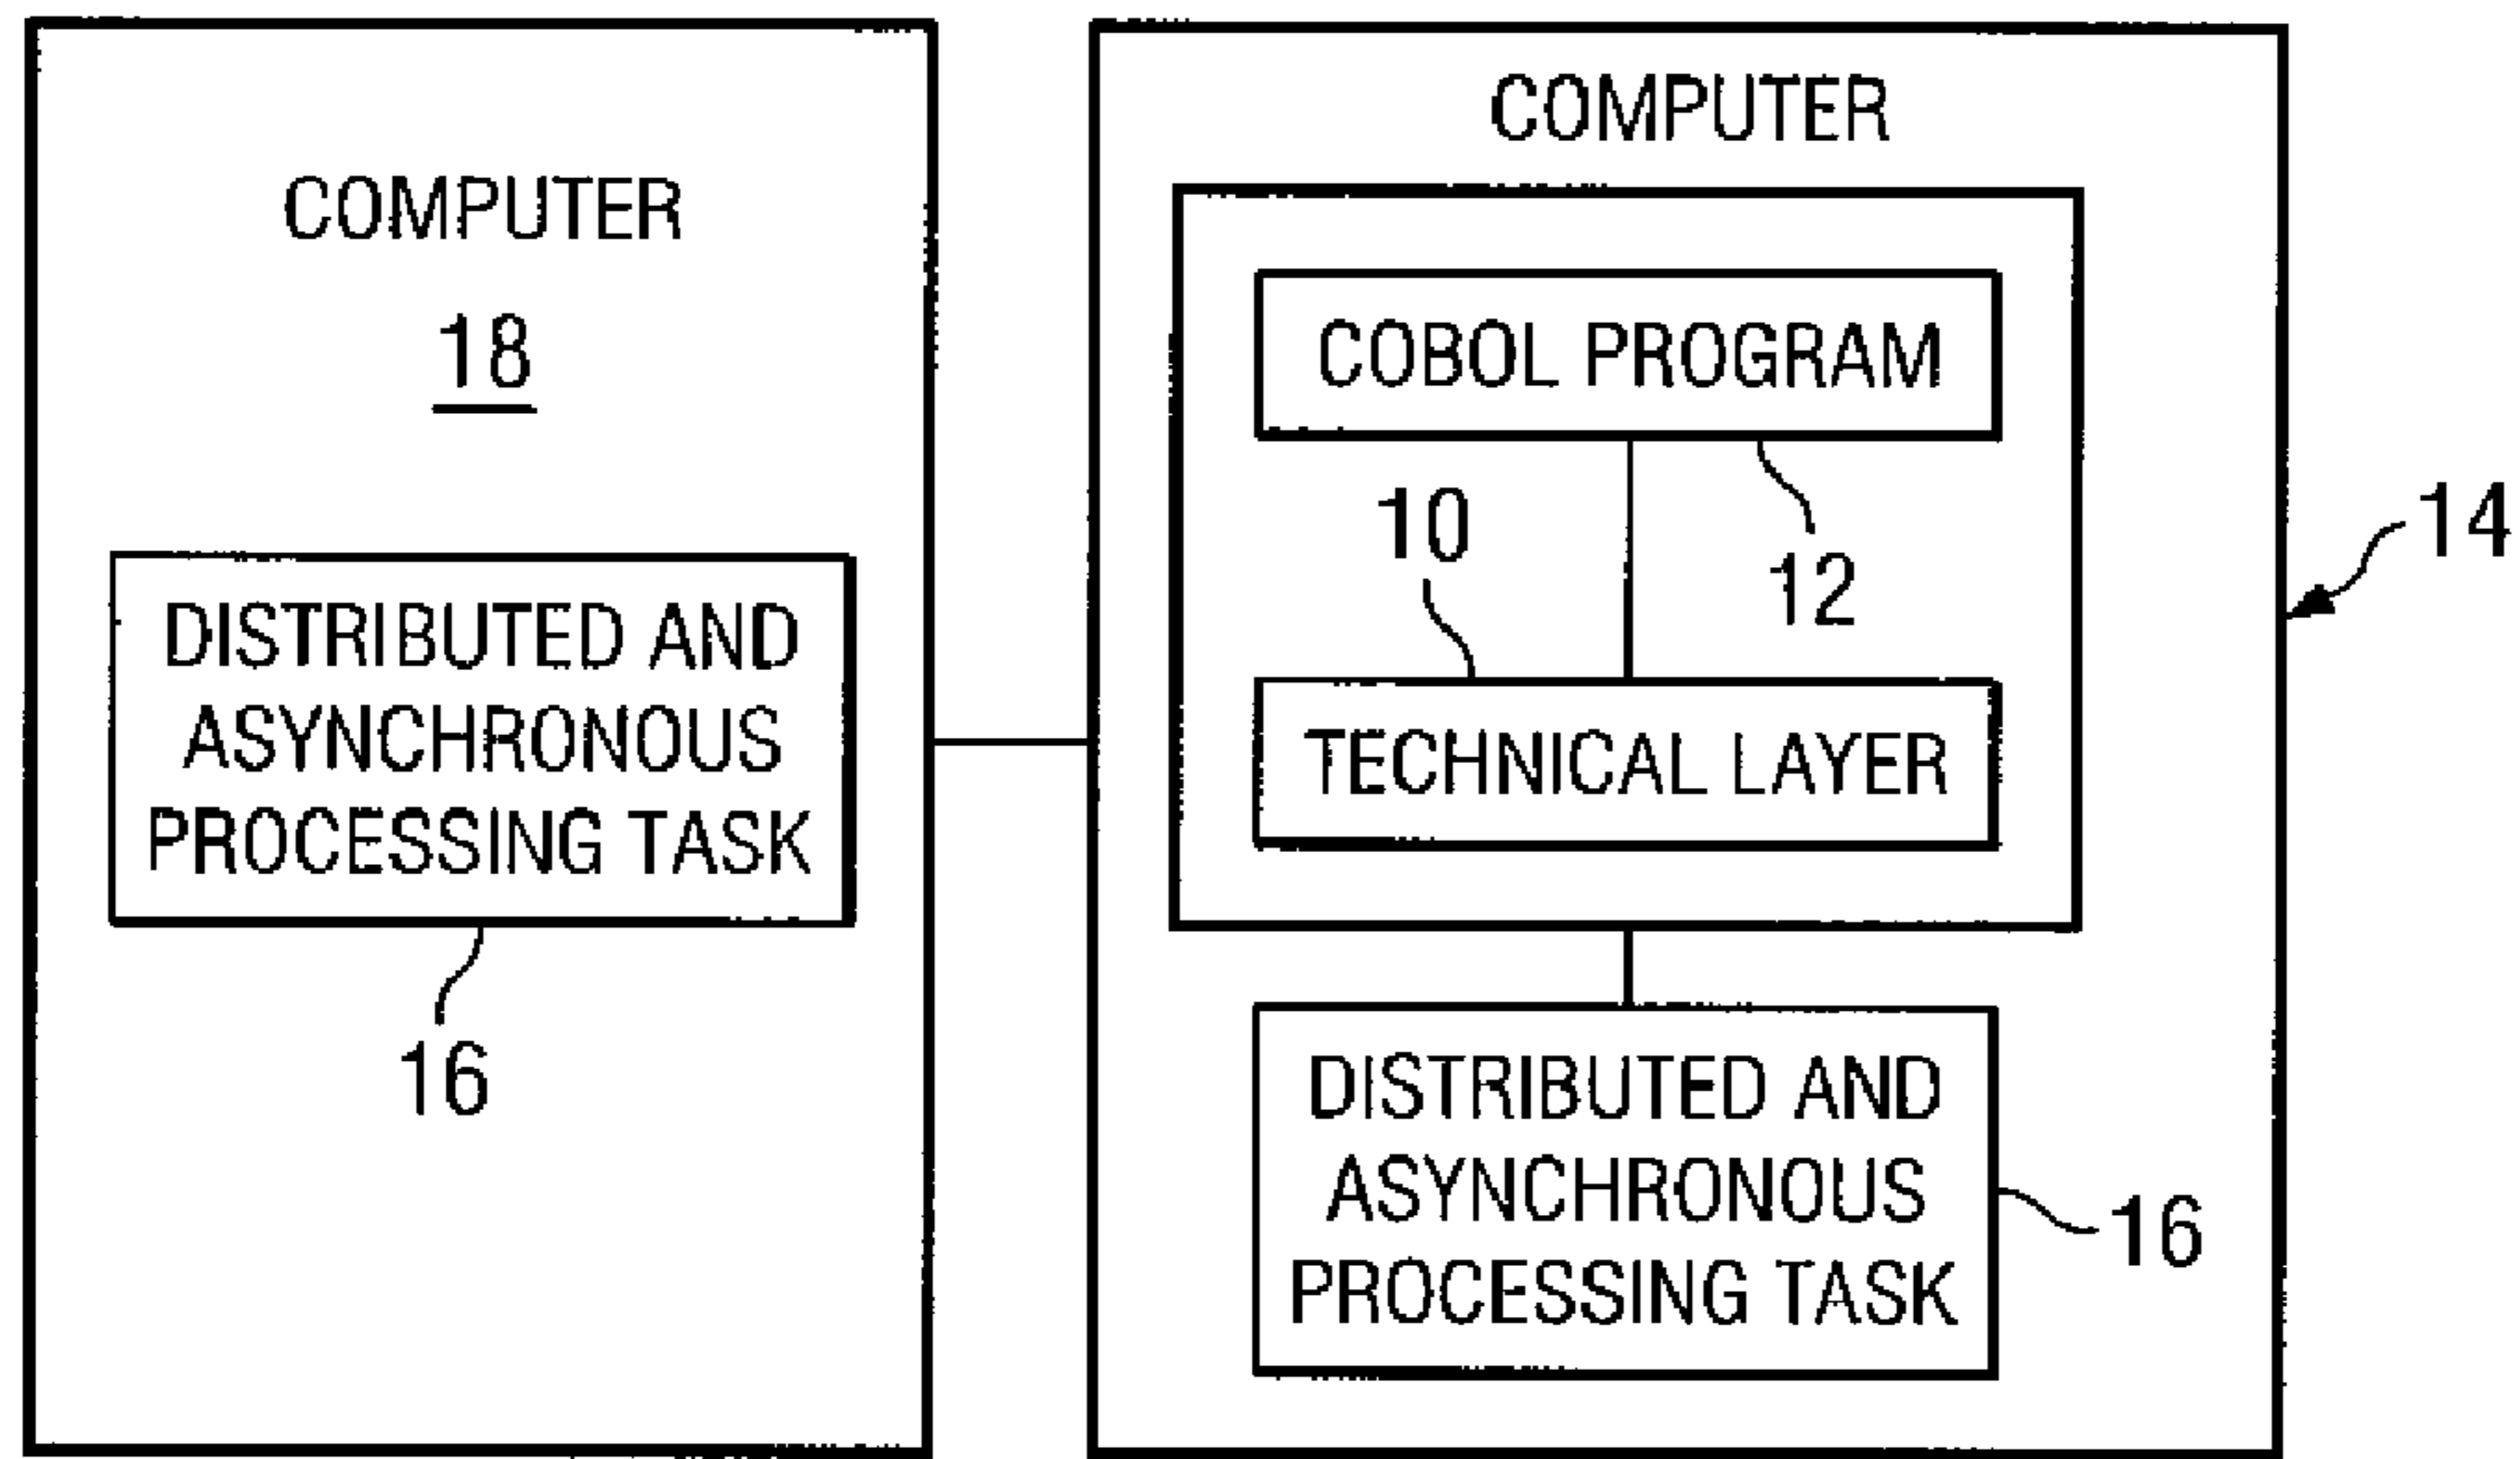 COMPUTER
18
DISTRIBUTED AND
ASYNCHRONOUS
PROCESSING TASK
16
COMPUTER
COBOL PROGRAM
10
12
14
TECHNICAL LAYER
DISTRIBUTED AND
ASYNCHRONOUS
PROCESSING TASK
16